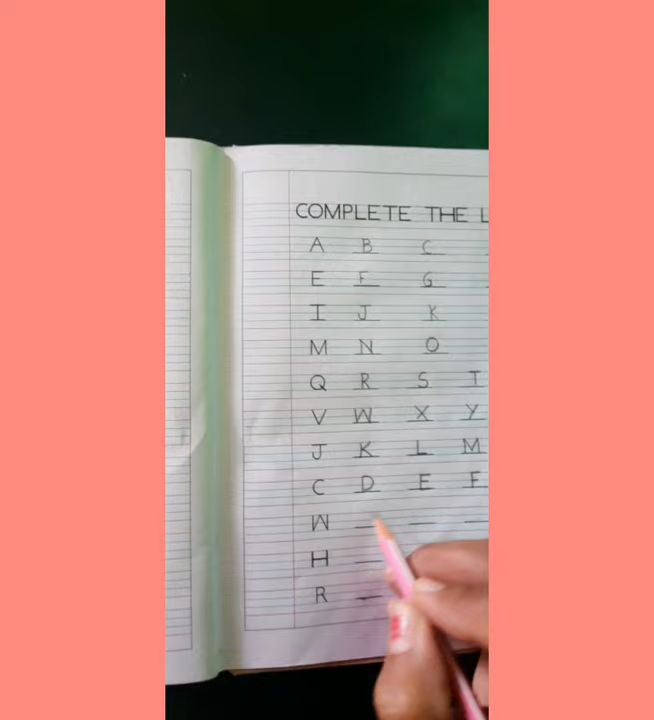 COMPLETE THE L
A B C
E F G
I J K
M N O
Q R S T
V W X Y
J K L M
C D E F
W
H
R